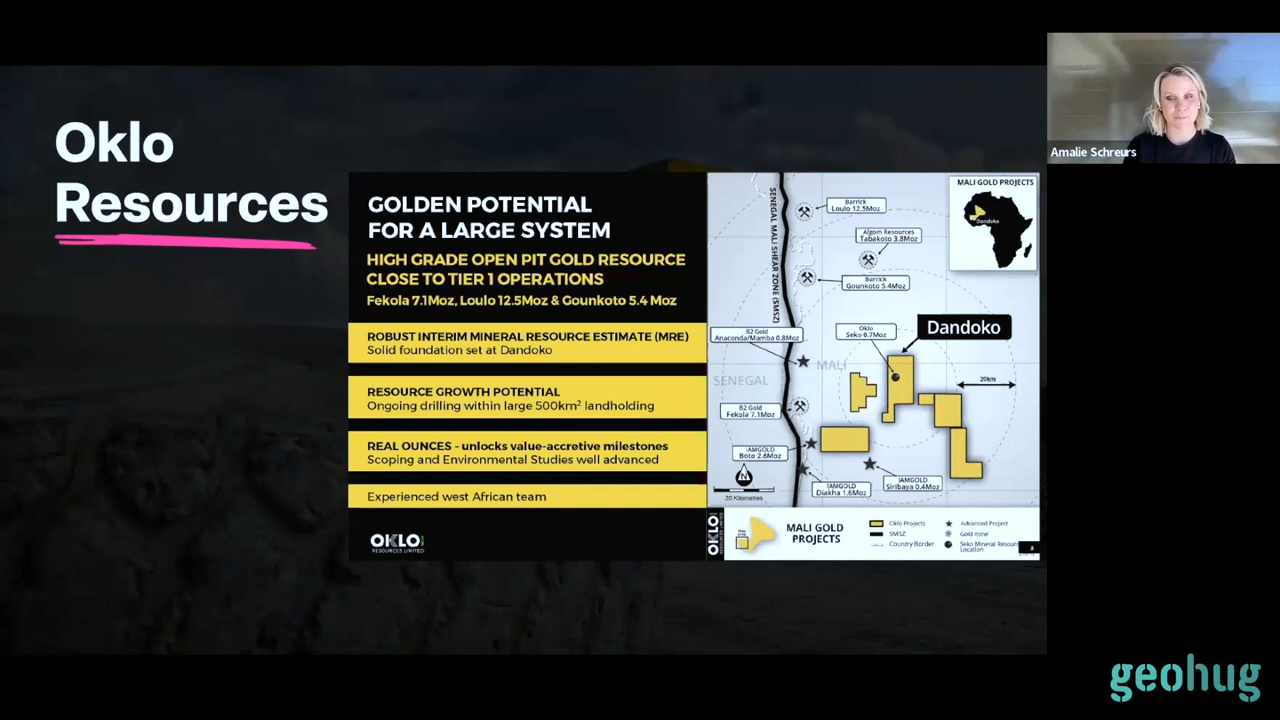 Oklo
Resources
GOLDEN POTENTIAL
FOR A LARGE SYSTEM
HIGH GRADE OPEN PIT GOLD RESOURCE
CLOSE TO TIER 1 OPERATIONS
Fekola 7.1Moz, Loulo 12.5Moz & Gounkoto 5.4 Moz
ROBUST INTERIM MINERAL RESOURCE ESTIMATE (MRE)
Solid foundation set at Dandoko
RESOURCE GROWTH POTENTIAL
Ongoing drilling within large 500km² landholding
REAL OUNCES - unlocks value-accretive milestones
Scoping and Environmental Studies well advanced
Experienced west African team
OKLO
RESOURCES LIMITED
SENEGAL MALI SHEAR ZONE (SMSZ)
Barrick
Loulo 12.5Moz
Algom Resources
Tabakoto 3.8Moz
Barrick
Gounkoto 5.4Moz
MALI GOLD PROJECTS
Dandoko
B2 Gold
Anaconda/Mamba 0.8Moz
Oklo
Seko 0.7Moz
Dandoko
MALI
SENEGAL
20km
B2 Gold
Fekola 7.1Moz
IAMGOLD
Boto 2.6Moz
IAMGOLD
Diakha 1.6Moz
IAMGOLD
Siribaya 0.4Moz
N
20 Kilometres
OKLO
MALI GOLD
PROJECTS
Oklo Projects
SMSZ
Country Border
Advanced Project
Gold mine
Seko Mineral Resource
Location
Amalie Schreurs
geohug